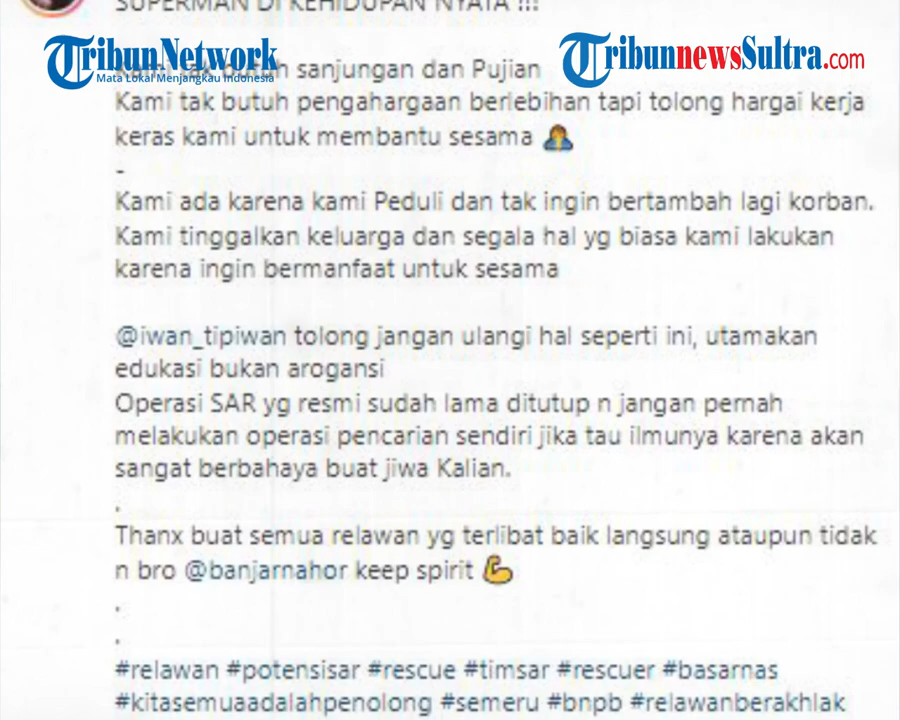 SUPERMAN DI KEHIDUPAN NYATA !!!
Tribun Network
Mata Lokal Menjangkau Indonesia
TribunnewsSultra.com
Kami tak butuh sanjungan dan Pujian
Kami tak butuh pengahargaan berlebihan tapi tolong hargai kerja
keras kami untuk membantu sesama 🤦‍♂️
-
Kami ada karena kami Peduli dan tak ingin bertambah lagi korban.
Kami tinggalkan keluarga dan segala hal yg biasa kami lakukan
karena ingin bermanfaat untuk sesama
@iwan_tipiwan tolong jangan ulangi hal seperti ini, utamakan
edukasi bukan arogansi
Operasi SAR yg resmi sudah lama ditutup n jangan pernah
melakukan operasi pencarian sendiri jika tau ilmunya karena akan
sangat berbahaya buat jiwa Kalian.
.
Thanx buat semua relawan yg terlibat baik langsung ataupun tidak
n bro @banjarnahor keep spirit 💪
.
.
#relawan #potensisar #rescue #timsar #rescuer #basarnas
#kitasemuaadalahpenolong #semeru #bnpb #relawanberakhlak